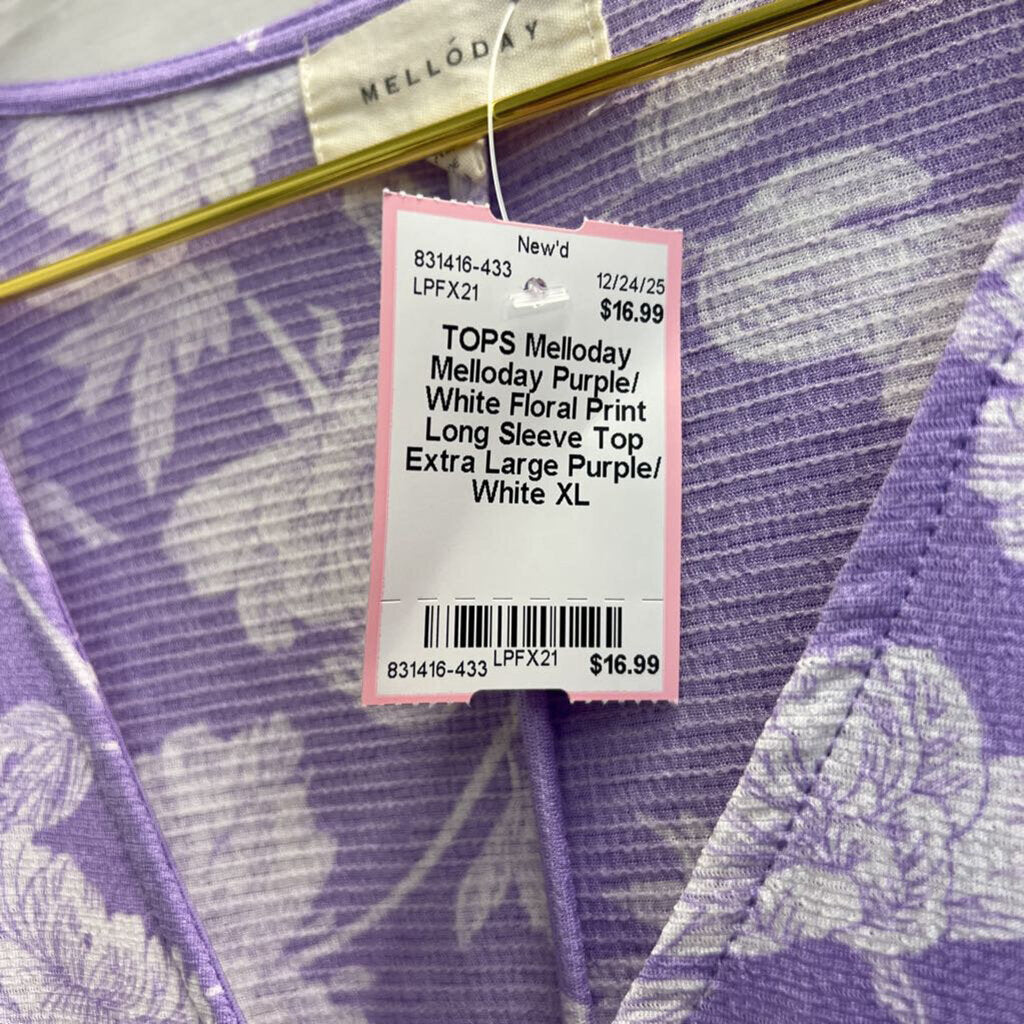 MELLÓDAY
New'd
831416-433
12/24/25
LPFX21
$16.99
TOPS Melloday
Melloday Purple/
White Floral Print
Long Sleeve Top
Extra Large Purple/
White XL
831416-433 LPFX21 $16.99